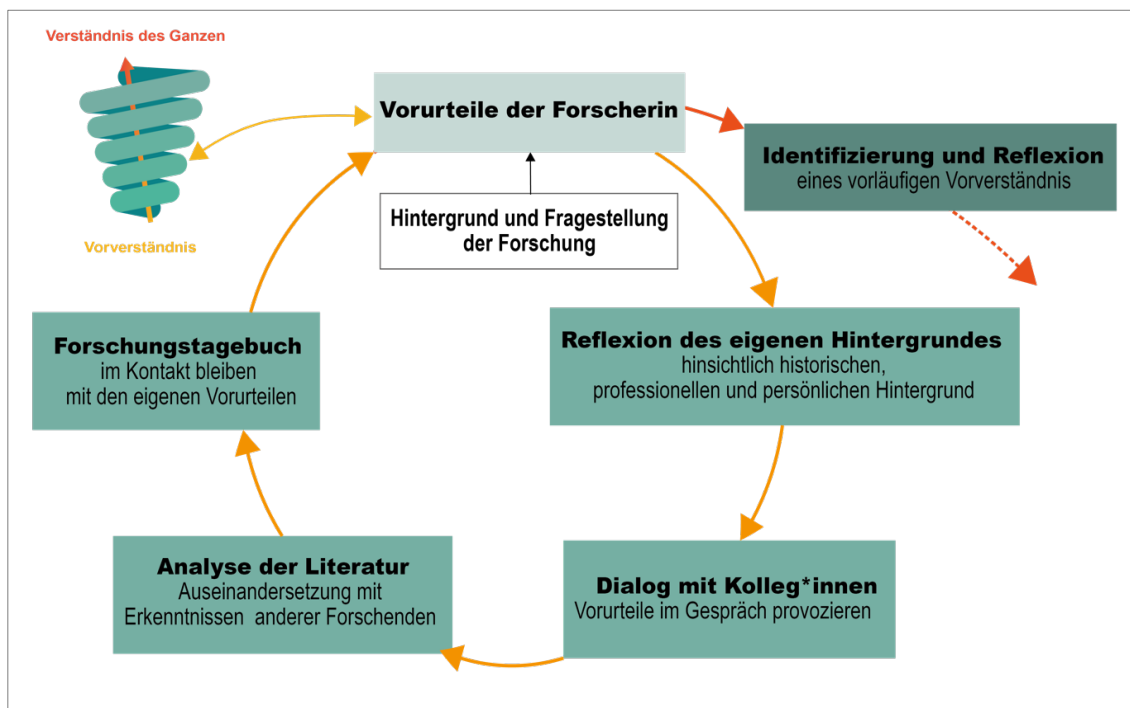 Verständnis des Ganzen
Vorverständnis
Vorurteile der Forscherin
Hintergrund und Fragestellung
der Forschung
Identifizierung und Reflexion
eines vorläufigen Vorverständnis
Reflexion des eigenen Hintergrundes
hinsichtlich historischen,
professionellen und persönlichen Hintergrund
Dialog mit Kolleg*innen
Vorurteile im Gespräch provozieren
Analyse der Literatur
Auseinandersetzung mit
Erkenntnissen anderer Forschenden
Forschungstagebuch
im Kontakt bleiben
mit den eigenen Vorurteilen